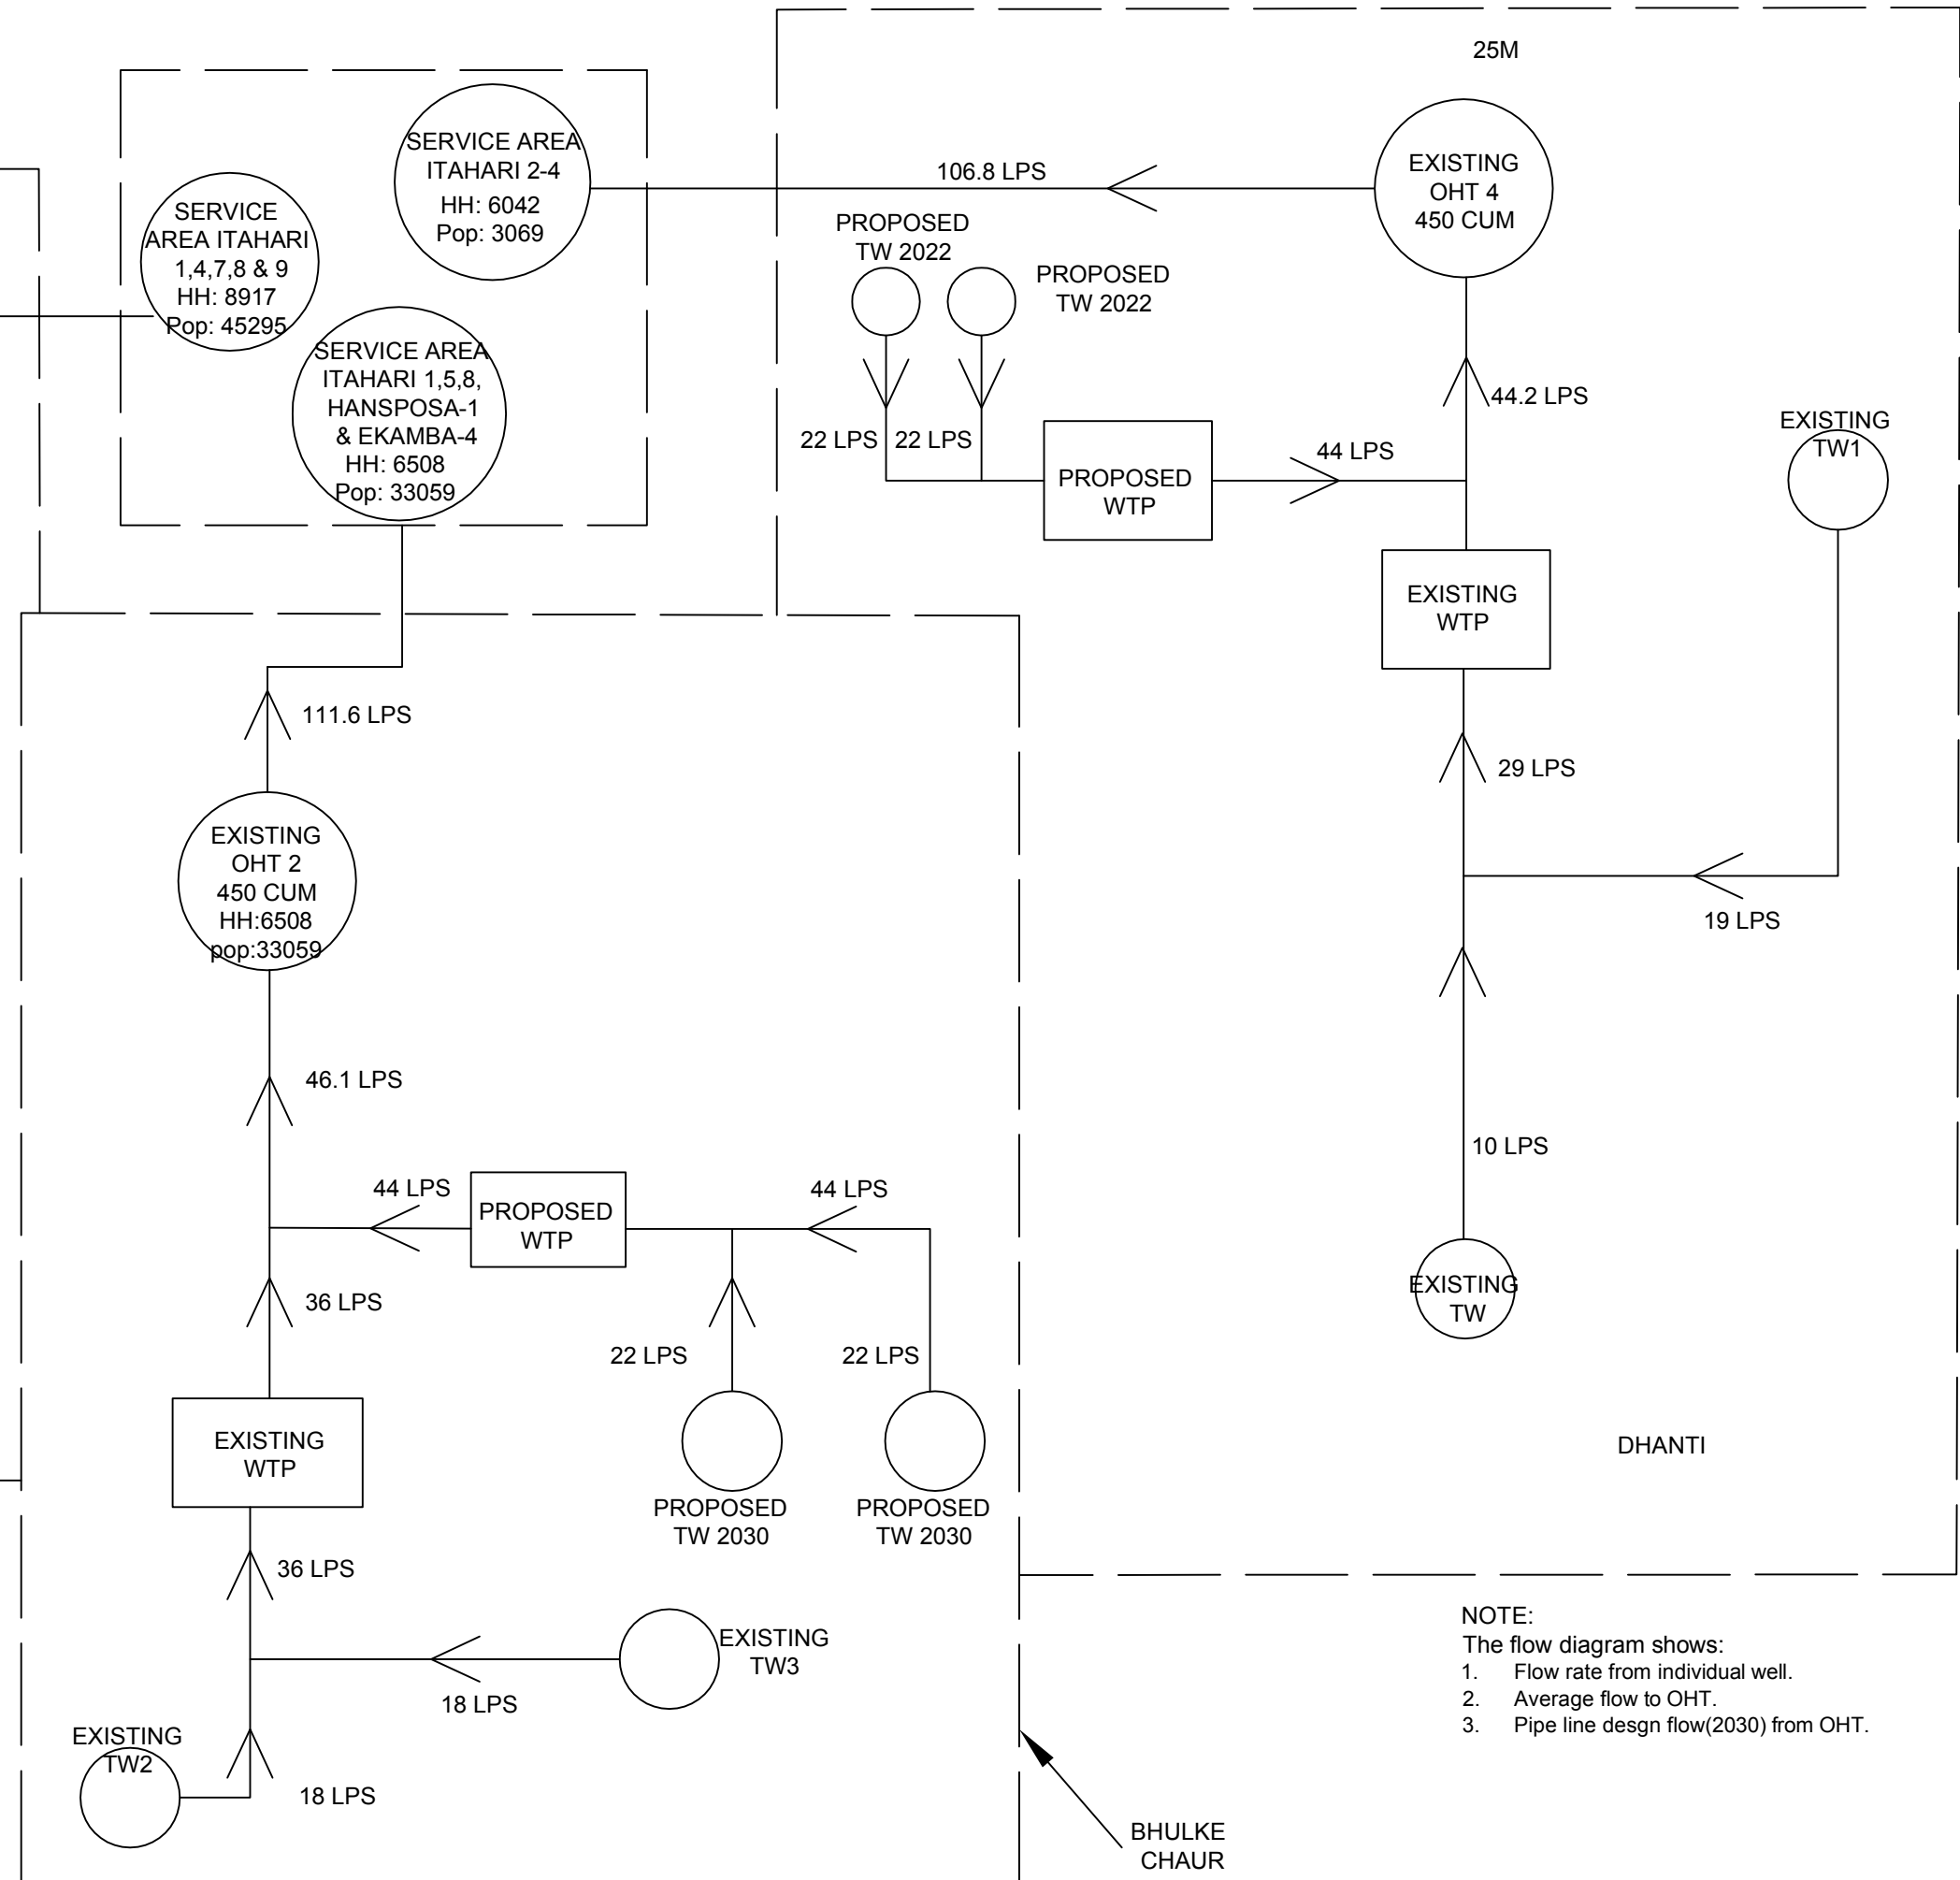 25M
SERVICE AREA
ITAHARI 2-4
HH: 6042
Pop: 3069
SERVICE
AREA ITAHARI
1,4,7,8 & 9
HH: 8917
Pop: 45295
SERVICE AREA
ITAHARI 1,5,8,
HANSPOSA-1
& EKAMBA-4
HH: 6508
Pop: 33059
106.8 LPS
EXISTING
OHT 4
450 CUM
PROPOSED
TW 2022
PROPOSED
TW 2022
22 LPS
22 LPS
PROPOSED
WTP
44 LPS
44.2 LPS
EXISTING
TW1
EXISTING
WTP
29 LPS
19 LPS
10 LPS
EXISTING
TW
DHANTI
111.6 LPS
EXISTING
OHT 2
450 CUM
HH:6508
pop:33059
46.1 LPS
44 LPS
PROPOSED
WTP
44 LPS
36 LPS
22 LPS
22 LPS
EXISTING
WTP
PROPOSED
TW 2030
PROPOSED
TW 2030
36 LPS
EXISTING
TW3
18 LPS
EXISTING
TW2
18 LPS
NOTE:
The flow diagram shows:
1. Flow rate from individual well.
2. Average flow to OHT.
3. Pipe line desgn flow(2030) from OHT.
BHULKE
CHAUR